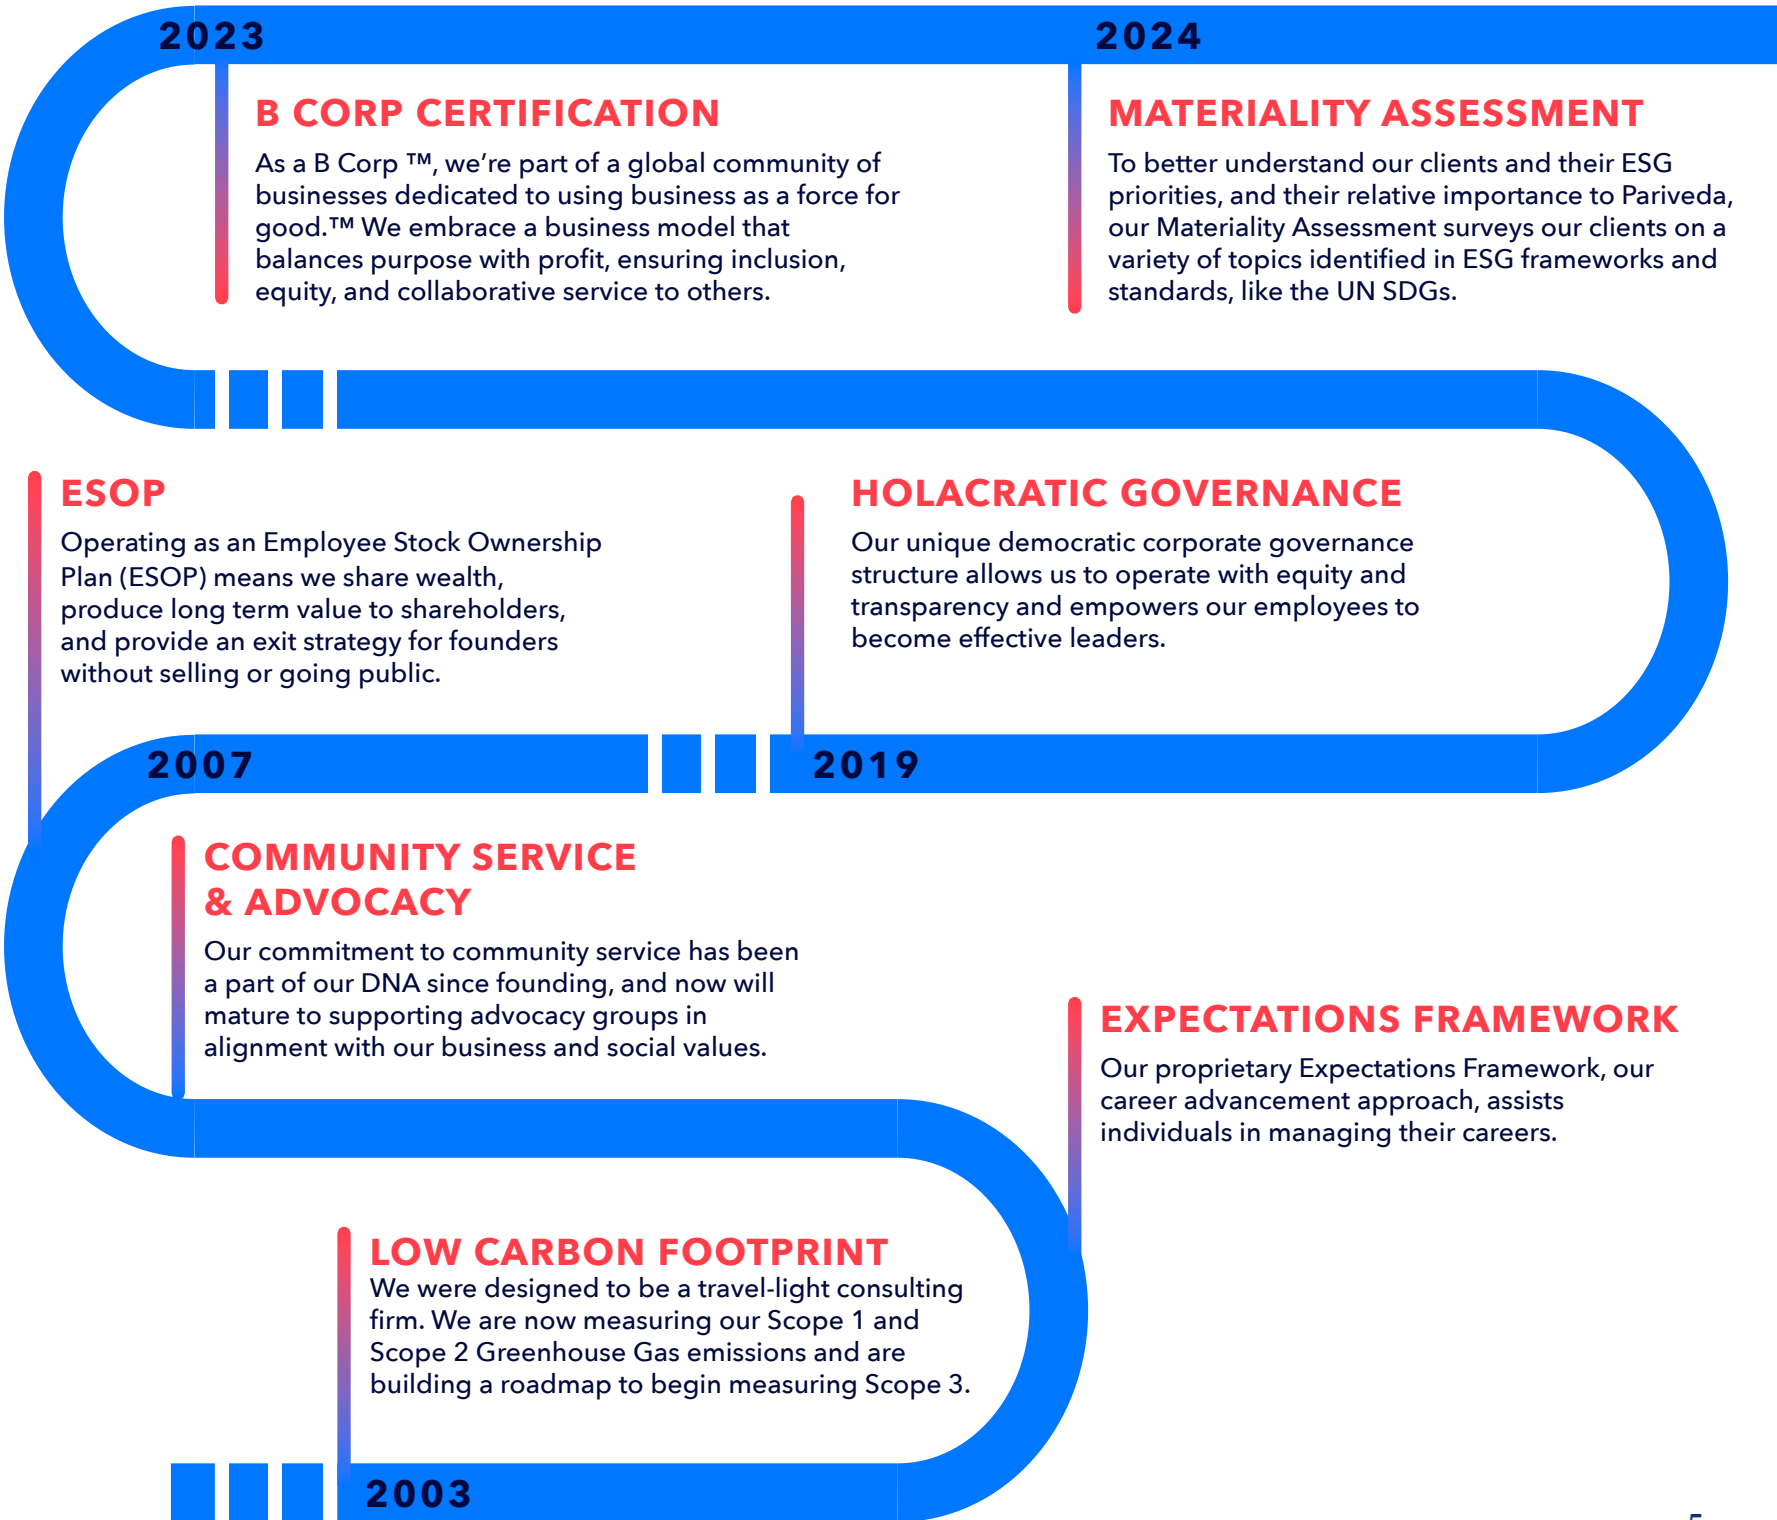 2023
B CORP CERTIFICATION
As a B Corp ™, we’re part of a global community of
businesses dedicated to using business as a force for
good.™ We embrace a business model that
balances purpose with profit, ensuring inclusion,
equity, and collaborative service to others.
2024
MATERIALITY ASSESSMENT
To better understand our clients and their ESG
priorities, and their relative importance to Pariveda,
our Materiality Assessment surveys our clients on a
variety of topics identified in ESG frameworks and
standards, like the UN SDGs.
ESOP
Operating as an Employee Stock Ownership
Plan (ESOP) means we share wealth,
produce long term value to shareholders,
and provide an exit strategy for founders
without selling or going public.
HOLACRATIC GOVERNANCE
Our unique democratic corporate governance
structure allows us to operate with equity and
transparency and empowers our employees to
become effective leaders.
2007
2019
COMMUNITY SERVICE
& ADVOCACY
Our commitment to community service has been
a part of our DNA since founding, and now will
mature to supporting advocacy groups in
alignment with our business and social values.
EXPECTATIONS FRAMEWORK
Our proprietary Expectations Framework, our
career advancement approach, assists
individuals in managing their careers.
LOW CARBON FOOTPRINT
We were designed to be a travel-light consulting
firm. We are now measuring our Scope 1 and
Scope 2 Greenhouse Gas emissions and are
building a roadmap to begin measuring Scope 3.
2003